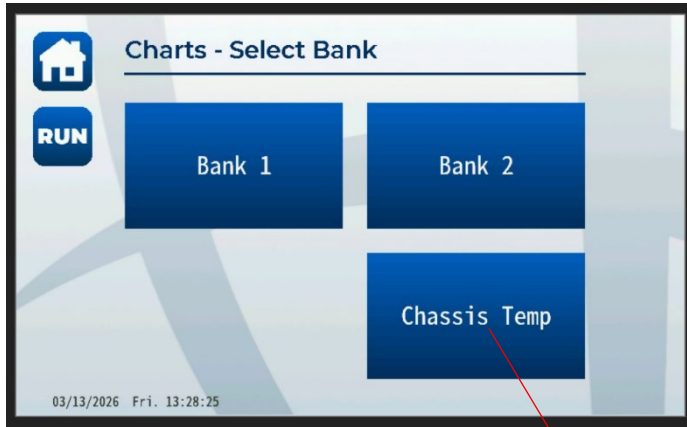 Charts - Select Bank
RUN
Bank 1
Bank 2
Chassis Temp
03/13/2026 Fri. 13:28:25